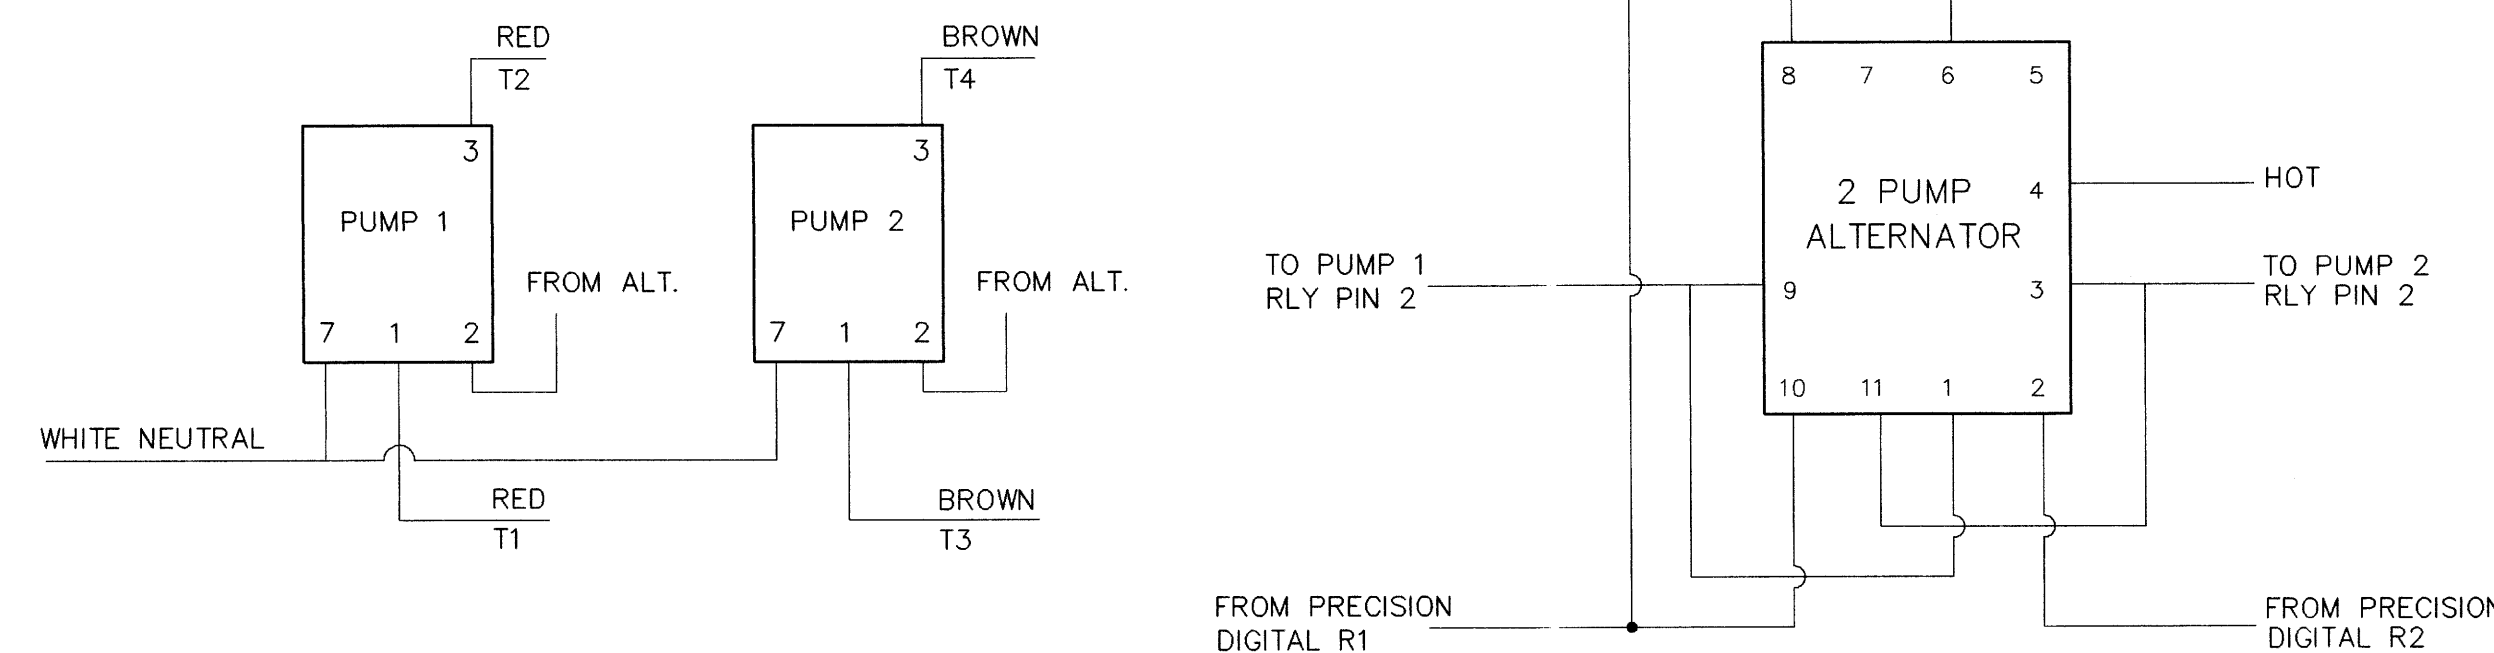 RED
T2
3
PUMP 1
FROM ALT.
7 1 2
WHITE NEUTRAL
RED
T1
BROWN
T4
3
PUMP 2
FROM ALT.
7 1 2
BROWN
T3
8 7 6 5
2 PUMP
ALTERNATOR
4
HOT
TO PUMP 1
RLY PIN 2
9
3
TO PUMP 2
RLY PIN 2
10 11 1 2
FROM PRECISION
DIGITAL R1
FROM PRECISION
DIGITAL R2